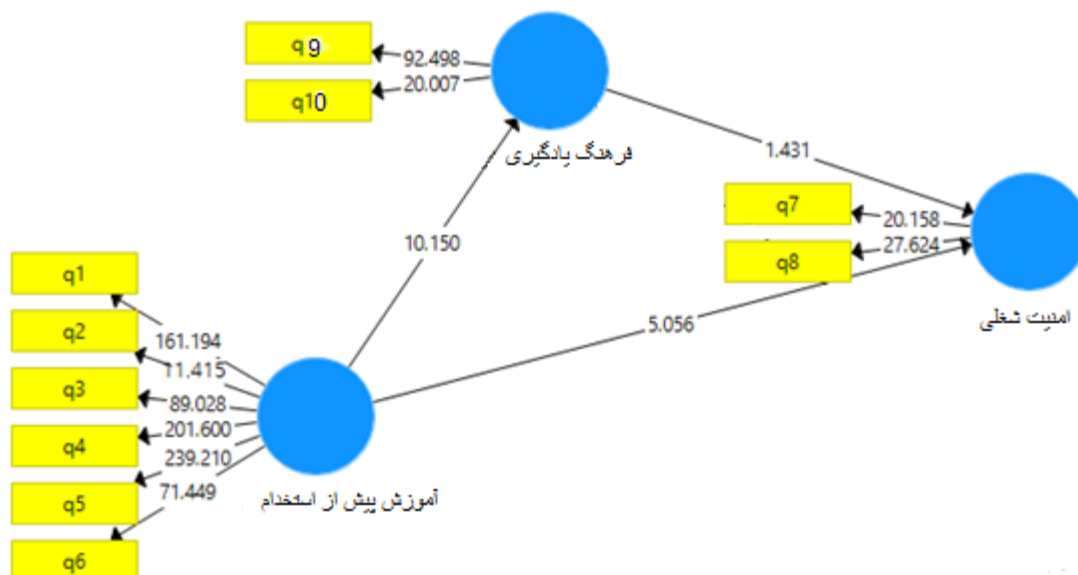 q9
q10
92.498
20.007
فرهنگ یادگیری
1.431
q7
q8
20.158
27.624
امنیت شغلی
10.150
5.056
q1
q2
q3
q4
q5
q6
161.194
11.415
89.028
201.600
239.210
71.449
آموزش پیش از استخدام